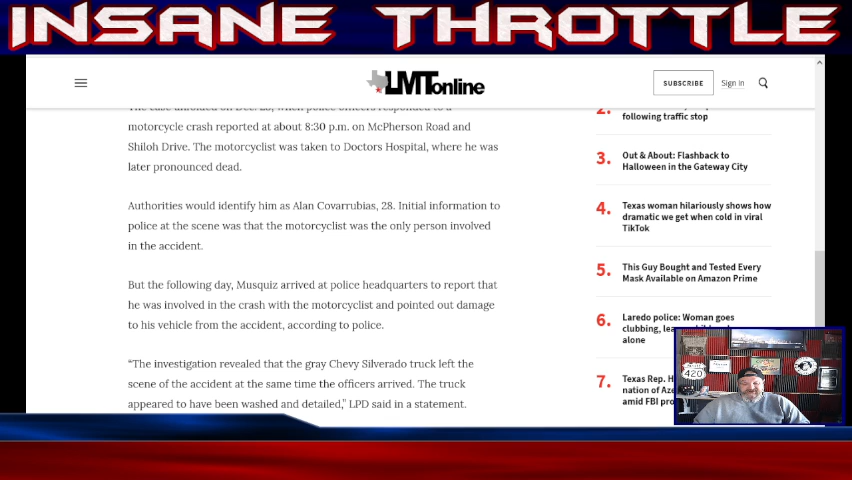 INSANE THROTTLE
LMTonline
SUBSCRIBE
Sign In
motorcycle crash reported at about 8:30 p.m. on McPherson Road and
Shiloh Drive. The motorcyclist was taken to Doctors Hospital, where he was
later pronounced dead.
Authorities would identify him as Alan Covarrubias, 28. Initial information to
police at the scene was that the motorcyclist was the only person involved
in the accident.
But the following day, Musquiz arrived at police headquarters to report that
he was involved in the crash with the motorcyclist and pointed out damage
to his vehicle from the accident, according to police.
“The investigation revealed that the gray Chevy Silverado truck left the
scene of the accident at the same time the officers arrived. The truck
appeared to have been washed and detailed,” LPD said in a statement.
2.
following traffic stop
3. Out & About: Flashback to
Halloween in the Gateway City
4. Texas woman hilariously shows how
dramatic we get when cold in viral
TikTok
5. This Guy Bought and Tested Every
Mask Available on Amazon Prime
6. Laredo police: Woman goes
clubbing,
alone
7. Texas Rep.
nation of
amid FBI
420